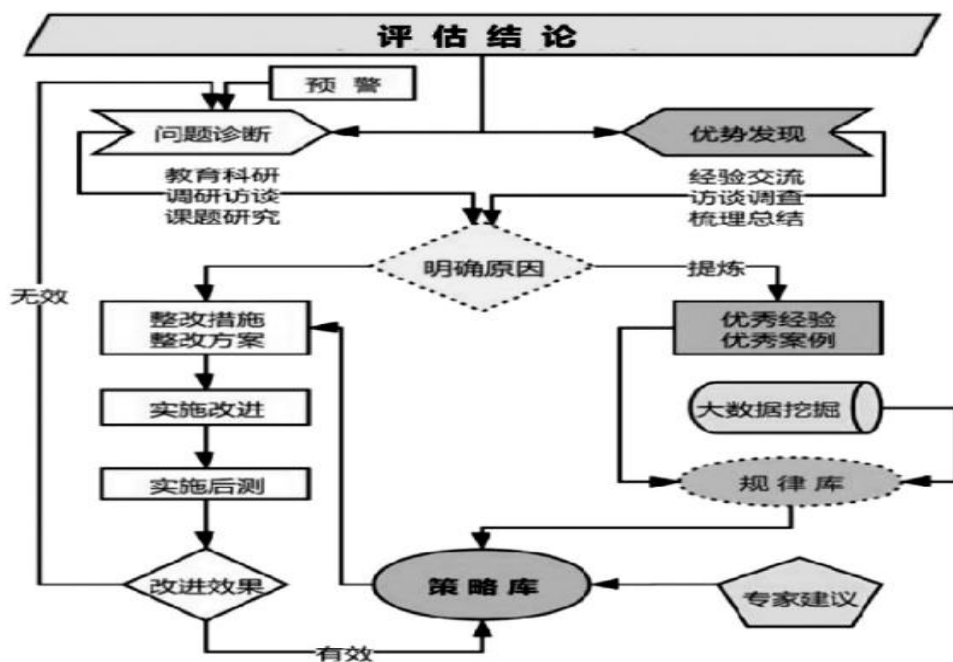 评估结论
预警
问题诊断
优势发现
教育科研
调研访谈
课题研究
经验交流
访谈调查
梳理总结
明确原因
提炼
无效
整改措施
整改方案
优秀经验
优秀案例
实施改进
大数据挖掘
实施后测
规律库
改进效果
策略库
专家建议
有效